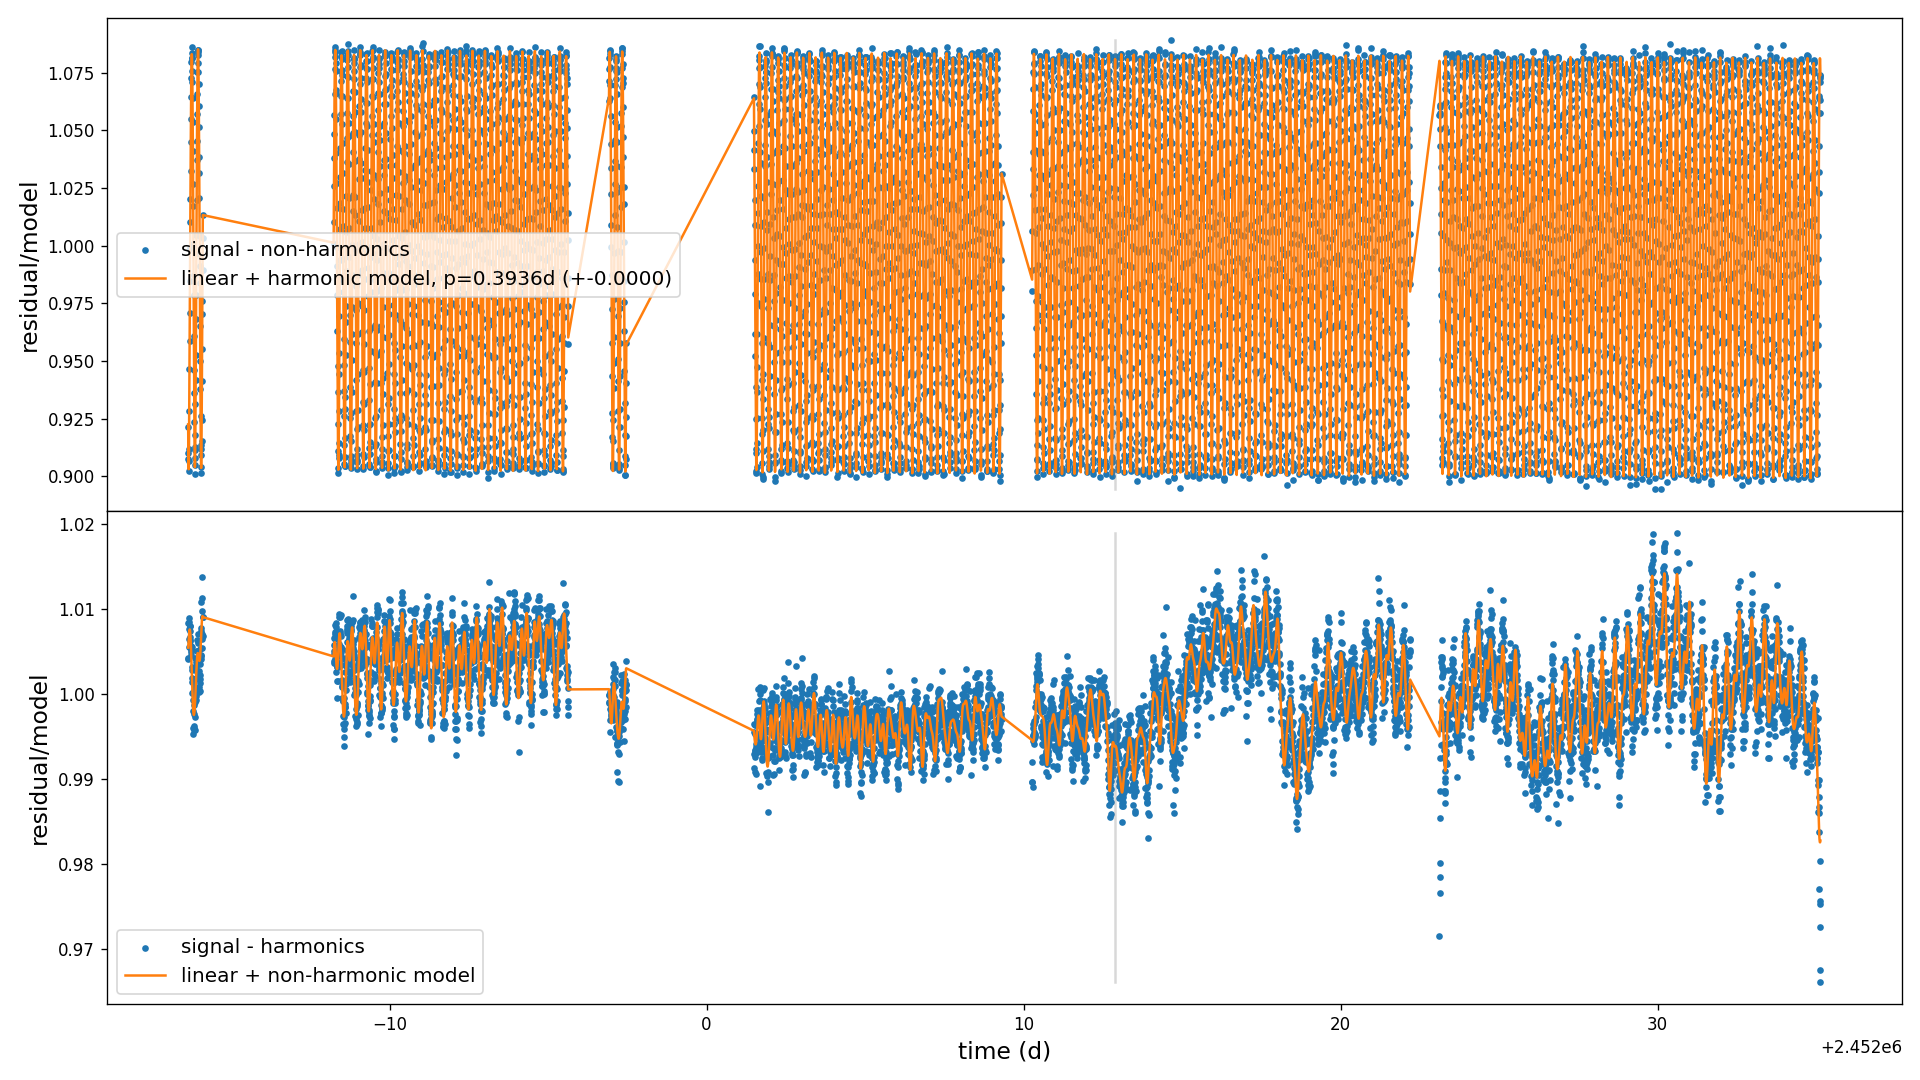 residual/model
1.075
1.050
1.025
1.000
0.975
0.950
0.925
0.900
signal - non-harmonics
linear + harmonic model, p=0.3936d (+-0.0000)
residual/model
1.02
1.01
1.00
0.99
0.98
0.97
signal - harmonics
linear + non-harmonic model
−10
0
10
20
30
time (d)
+2.452e6